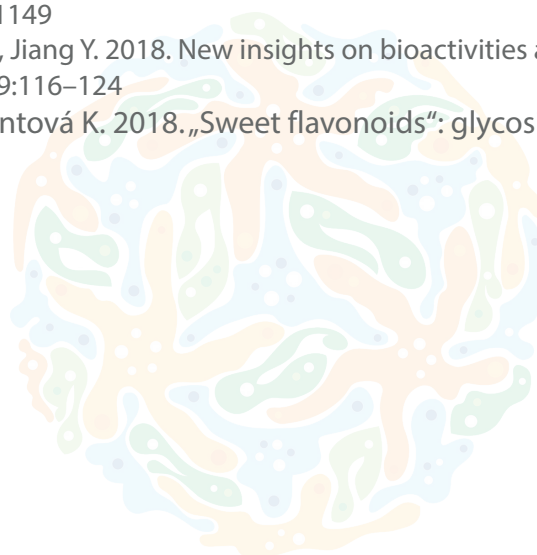 1149
, Jiang Y. 2018. New insights on bioactivities a
9:116–124
ntová K. 2018. „Sweet flavonoids“: glycos